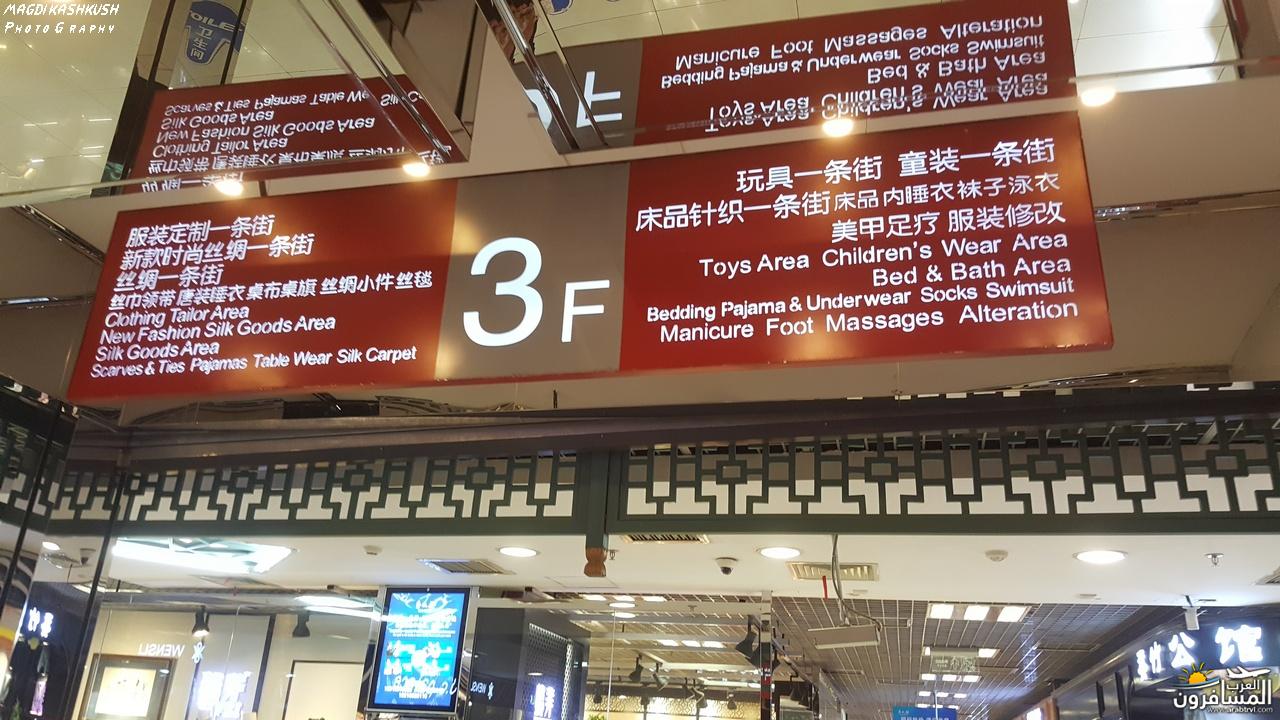 MAGDI KASHKUSH
PHOTOGRAPHY
服装定制一条街
新款时尚丝绸一条街
丝绸一条街
丝巾领带 唐装睡衣 桌布桌旗 丝绸小件 丝毯
Clothing Tailor Area
New Fashion Silk Goods Area
Silk Goods Area
Scarves & Ties Pajamas Table Wear Silk Carpet
3F
玩具一条街 童装一条街
床品针织一条街 床品 内睡衣 袜子 泳衣
美甲足疗 服装修改
Toys Area Children's Wear Area
Bed & Bath Area
Bedding Pajama & Underwear Socks Swimsuit
Manicure Foot Massages Alteration
WENSLI
公馆
العرب
المسافرون
www.arabtrvl.com